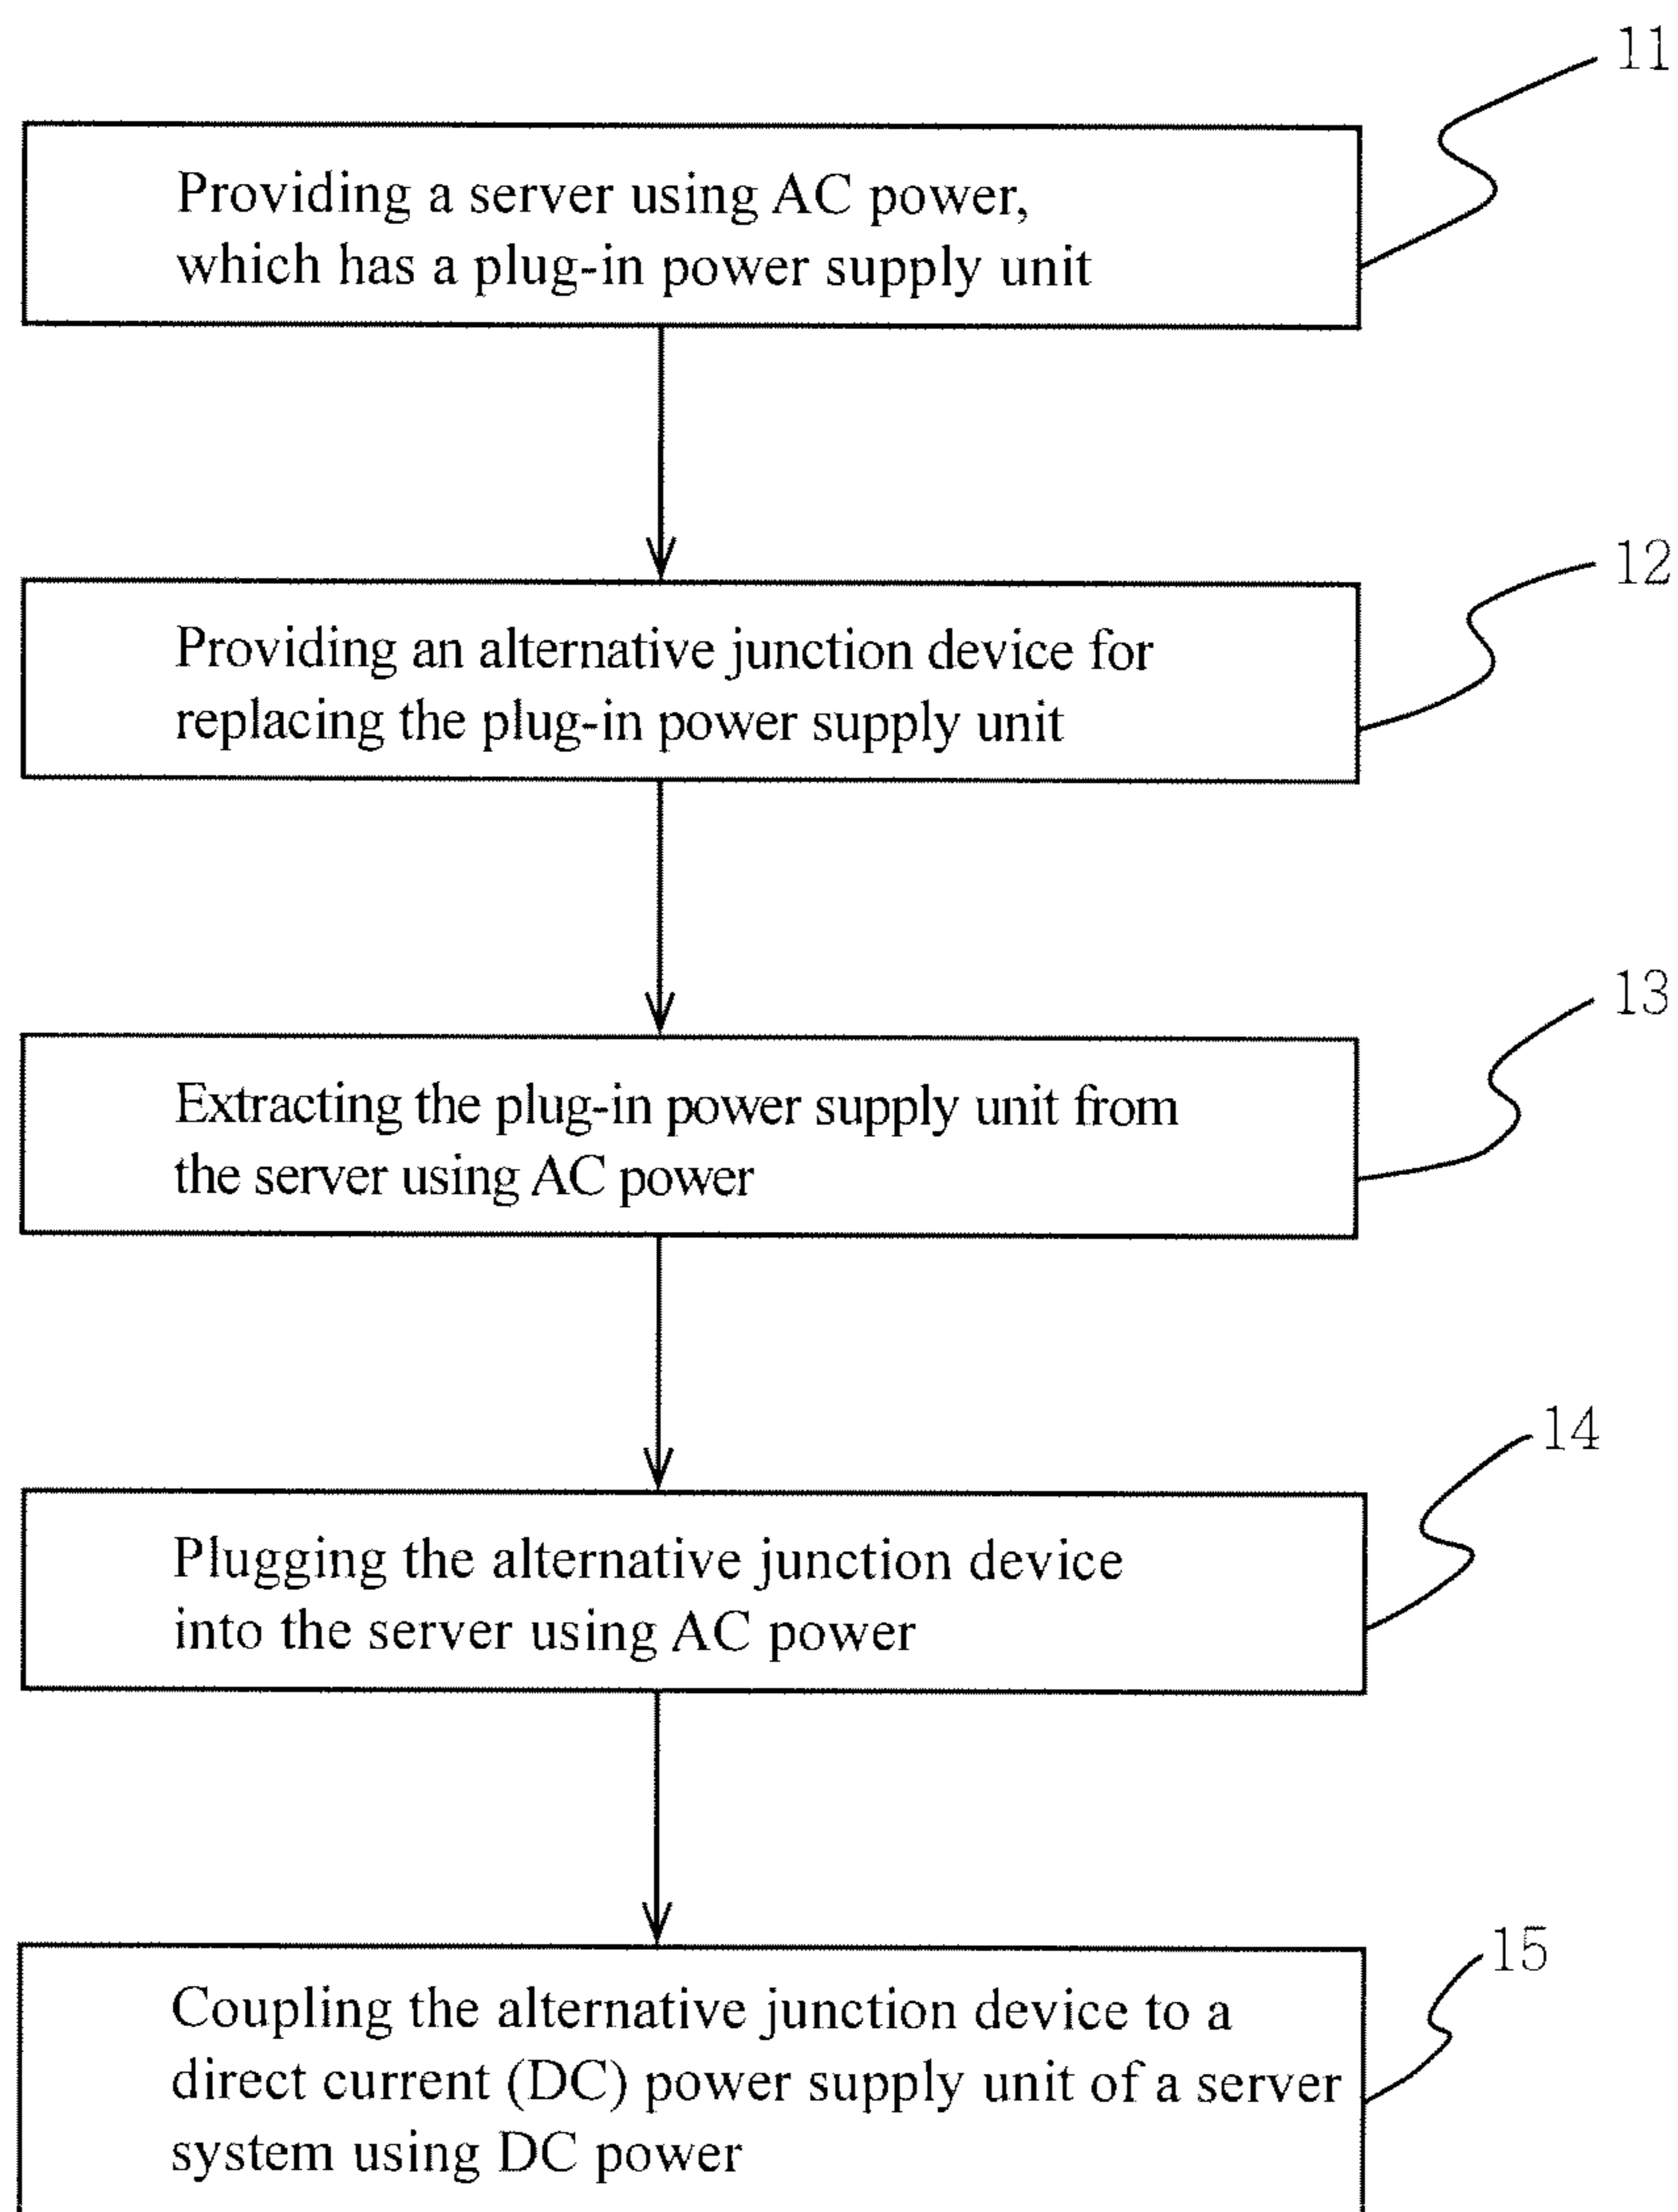 11
Providing a server using AC power,
which has a plug-in power supply unit
12
Providing an alternative junction device for
replacing the plug-in power supply unit
13
Extracting the plug-in power supply unit from
the server using AC power
14
Plugging the alternative junction device
into the server using AC power
15
Coupling the alternative junction device to a
direct current (DC) power supply unit of a server
system using DC power